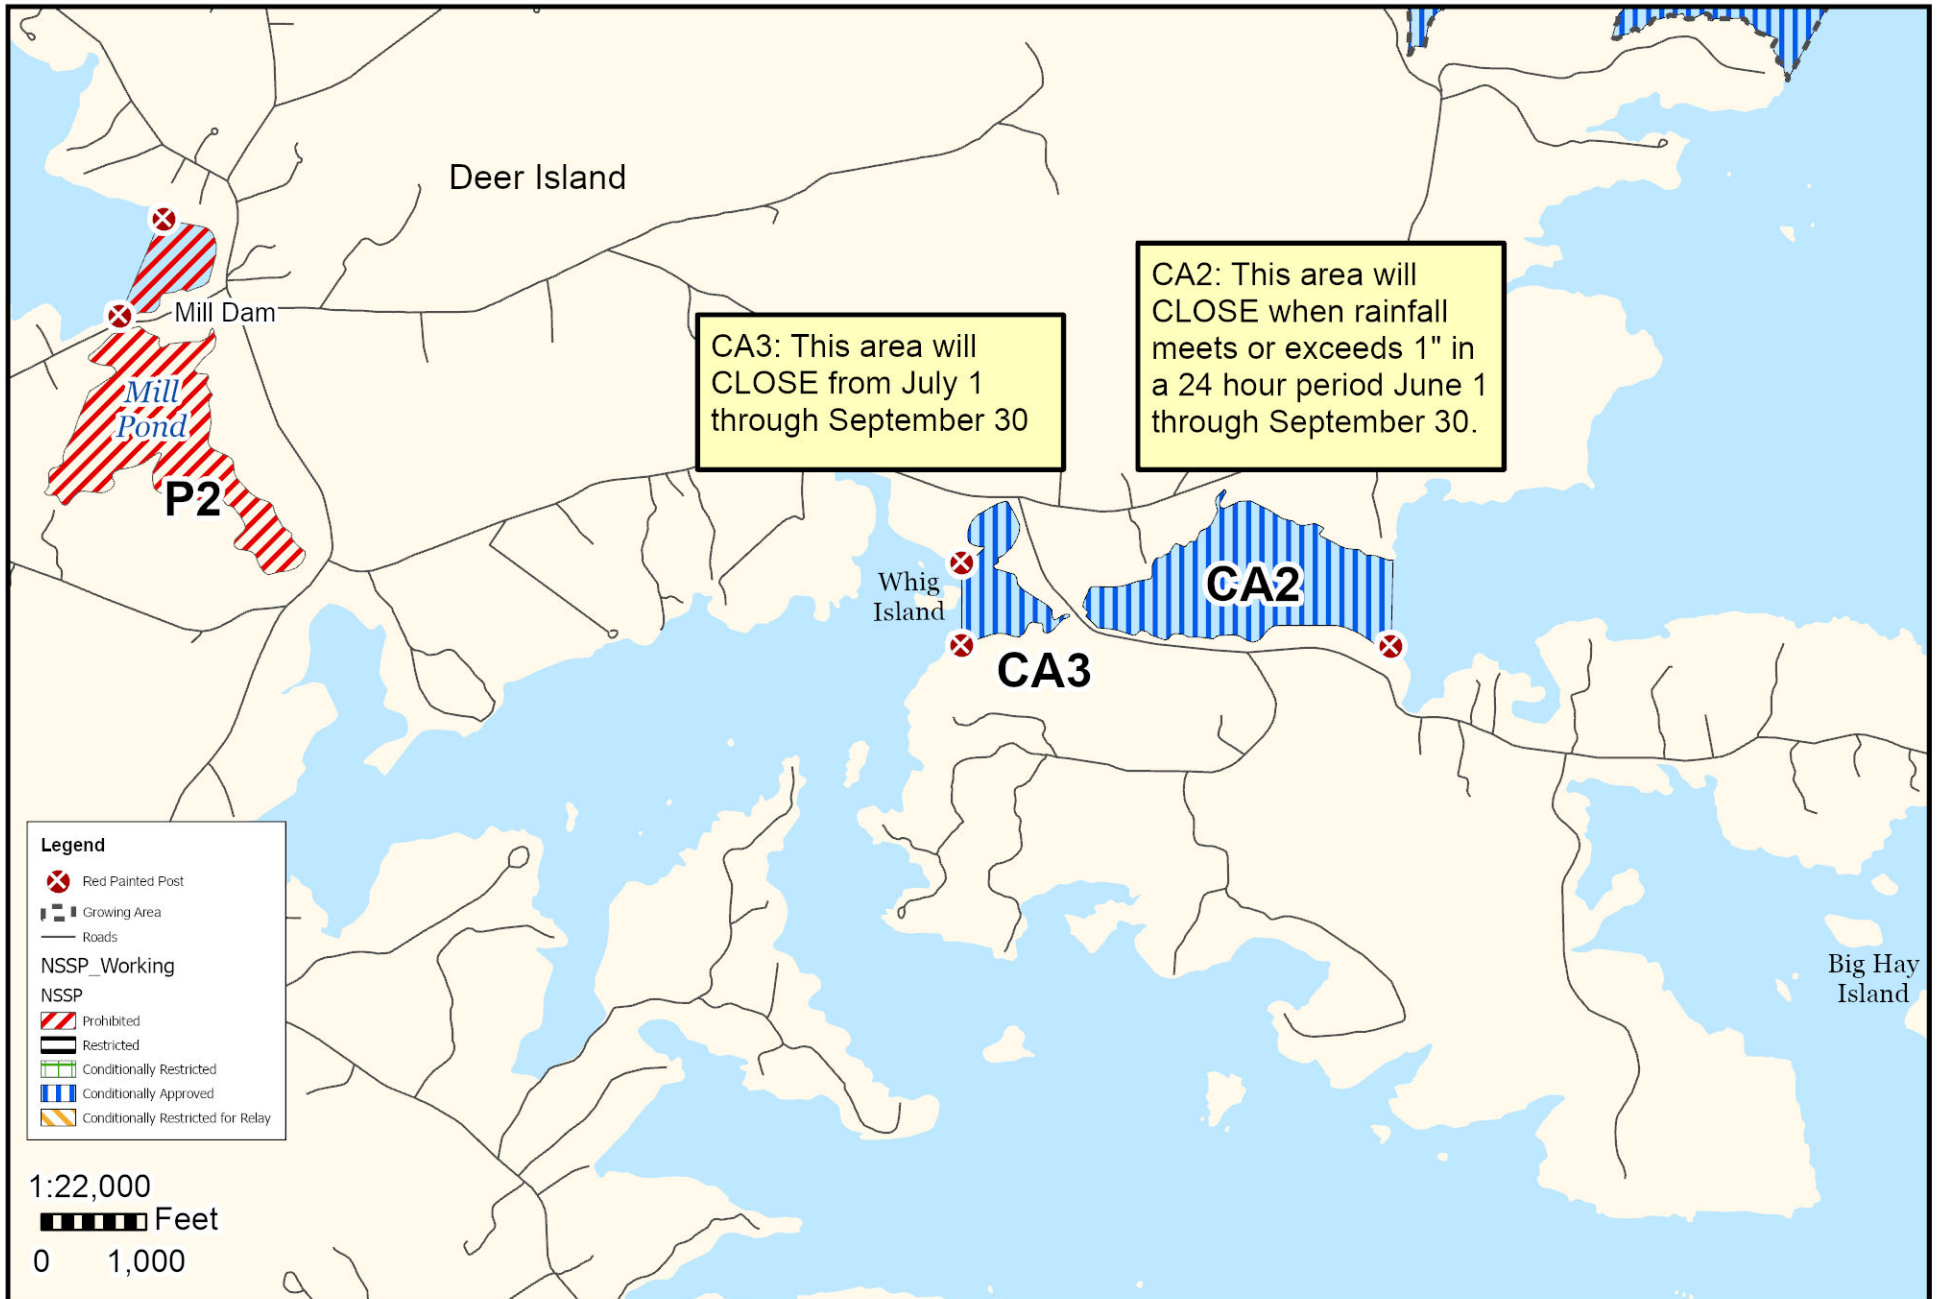 Deer Island
Mill Dam
Mill
Pond
P2
CA3: This area will
CLOSE from July 1
through September 30
CA2: This area will
CLOSE when rainfall
meets or exceeds 1" in
a 24 hour period June 1
through September 30.
Whig
Island
CA2
CA3
Big Hay
Island
Legend
Red Painted Post
Growing Area
Roads
NSSP_Working
NSSP
Prohibited
Restricted
Conditionally Restricted
Conditionally Approved
Conditionally Restricted for Relay
1:22,000
Feet
0 1,000